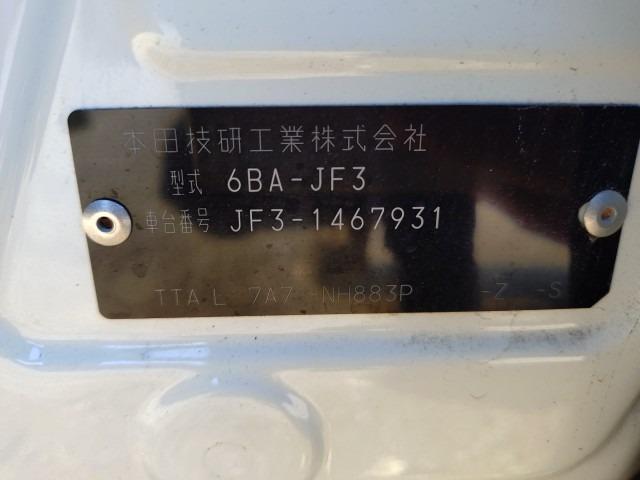 本田技研工業株式会社
型式 6BA-JF3
車台番号 JF3-1467931
TTA L 7A7 -NH883P -Z -S